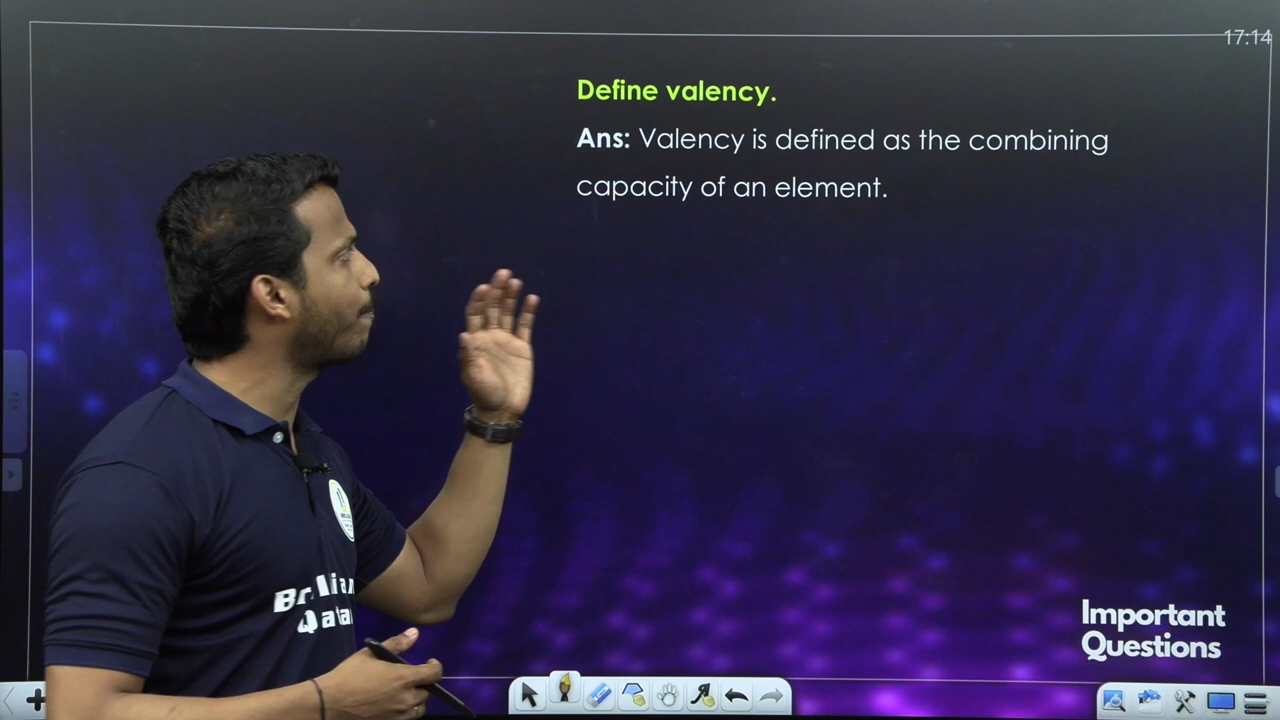 17:14
Define valency.
Ans: Valency is defined as the combining
capacity of an element.
Important
Questions